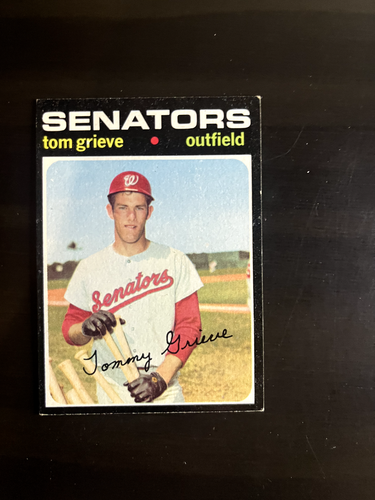 SENATORS
tom grieve • outfield
W
Senators
Tommy Grieve